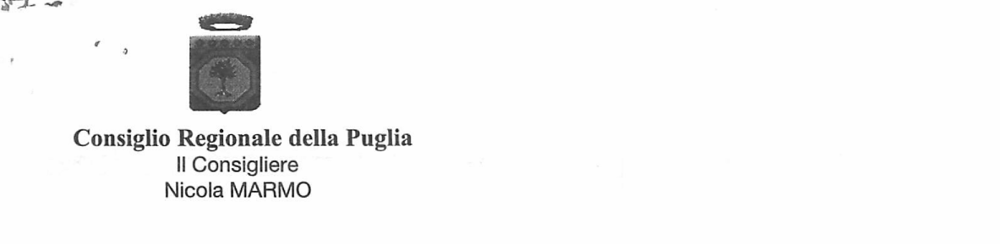 Consiglio Regionale della Puglia
Il Consigliere
Nicola MARMO